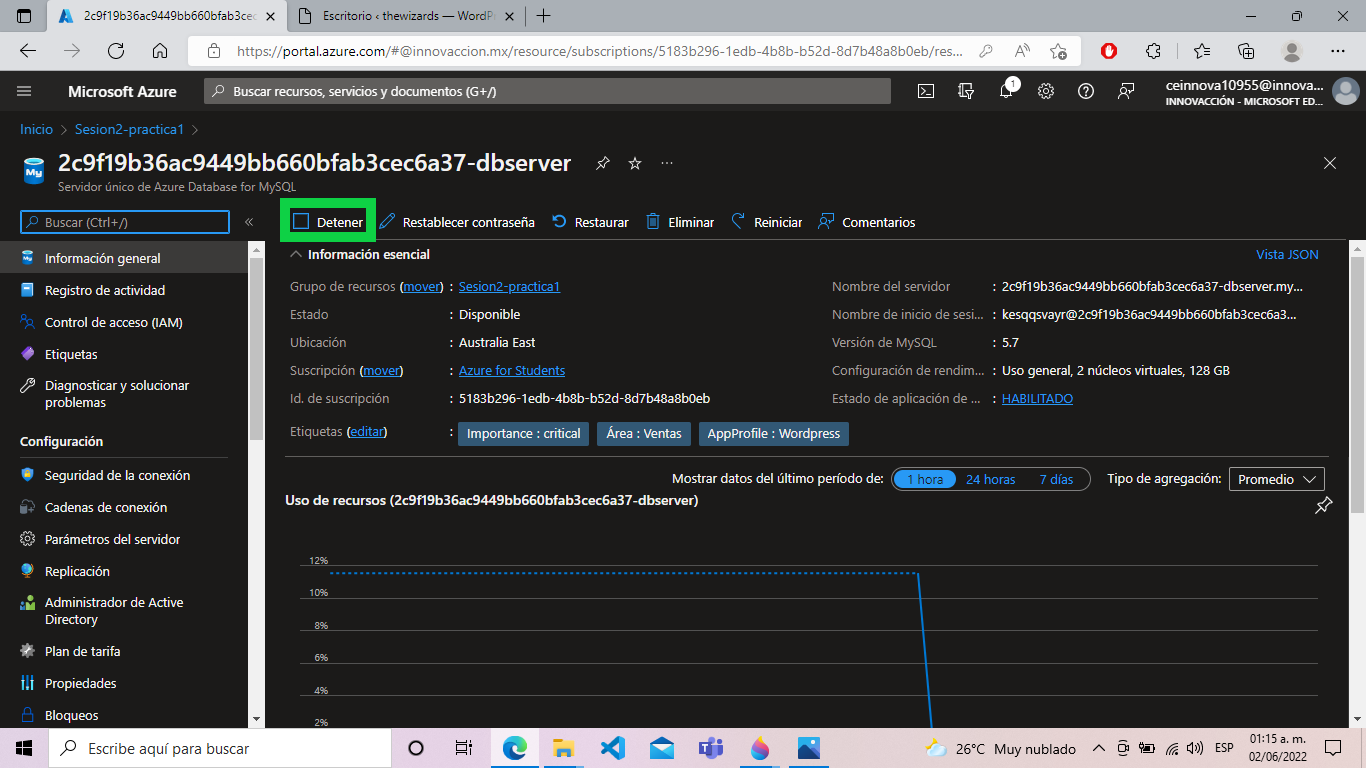 2c9f19b36ac9449bb660bfab3cec
Escritorio ‹ thewizards — WordP
https://portal.azure.com/#@innovaccion.mx/resource/subscriptions/5183b296-1edb-4b8b-b52d-8d7b48a8b0eb/res...
Microsoft Azure
Buscar recursos, servicios y documentos (G+/)
1
ceinnova10955@innova...
INNOVACCIÓN - MICROSOFT ED...
Inicio > Sesion2-practica1 >
2c9f19b36ac9449bb660bfab3cec6a37-dbserver
Servidor único de Azure Database for MySQL
Buscar (Ctrl+/)
Detener Restablecer contraseña Restaurar Eliminar Reiniciar Comentarios
Información general
Registro de actividad
Control de acceso (IAM)
Etiquetas
Diagnosticar y solucionar
problemas
Configuración
Seguridad de la conexión
Cadenas de conexión
Parámetros del servidor
Replicación
Administrador de Active
Directory
Plan de tarifa
Propiedades
Bloqueos
Información esencial
Vista JSON
Grupo de recursos (mover) : Sesion2-practica1
Estado : Disponible
Ubicación : Australia East
Suscripción (mover) : Azure for Students
Id. de suscripción : 5183b296-1edb-4b8b-b52d-8d7b48a8b0eb
Nombre del servidor : 2c9f19b36ac9449bb660bfab3cec6a37-dbserver.my...
Nombre de inicio de sesi... : kesqqsvayr@2c9f19b36ac9449bb660bfab3cec6a3...
Versión de MySQL : 5.7
Configuración de rendim... : Uso general, 2 núcleos virtuales, 128 GB
Estado de aplicación de ... : HABILITADO
Etiquetas (editar) : Importance : critical Área : Ventas AppProfile : Wordpress
Mostrar datos del último período de: 1 hora 24 horas 7 días Tipo de agregación: Promedio
Uso de recursos (2c9f19b36ac9449bb660bfab3cec6a37-dbserver)
12%
10%
8%
6%
4%
2%
Escribe aquí para buscar
26°C Muy nublado
ESP
01:15 a. m.
02/06/2022